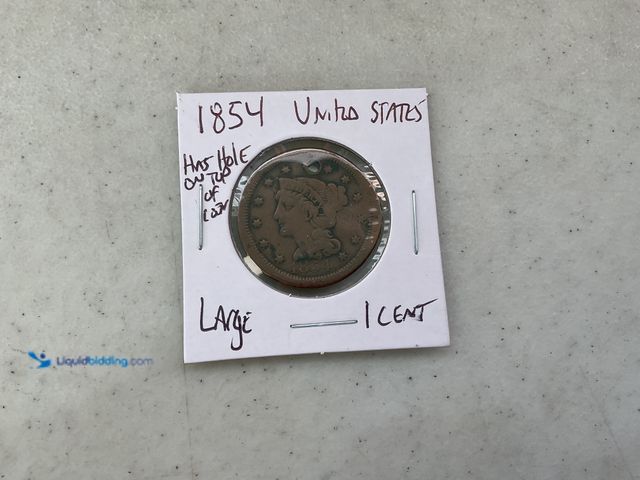 1854 UNITED STATES
HAS HOLE
ON TOP
OF
COIN
LARGE
1 CENT
Liquidbidding.com